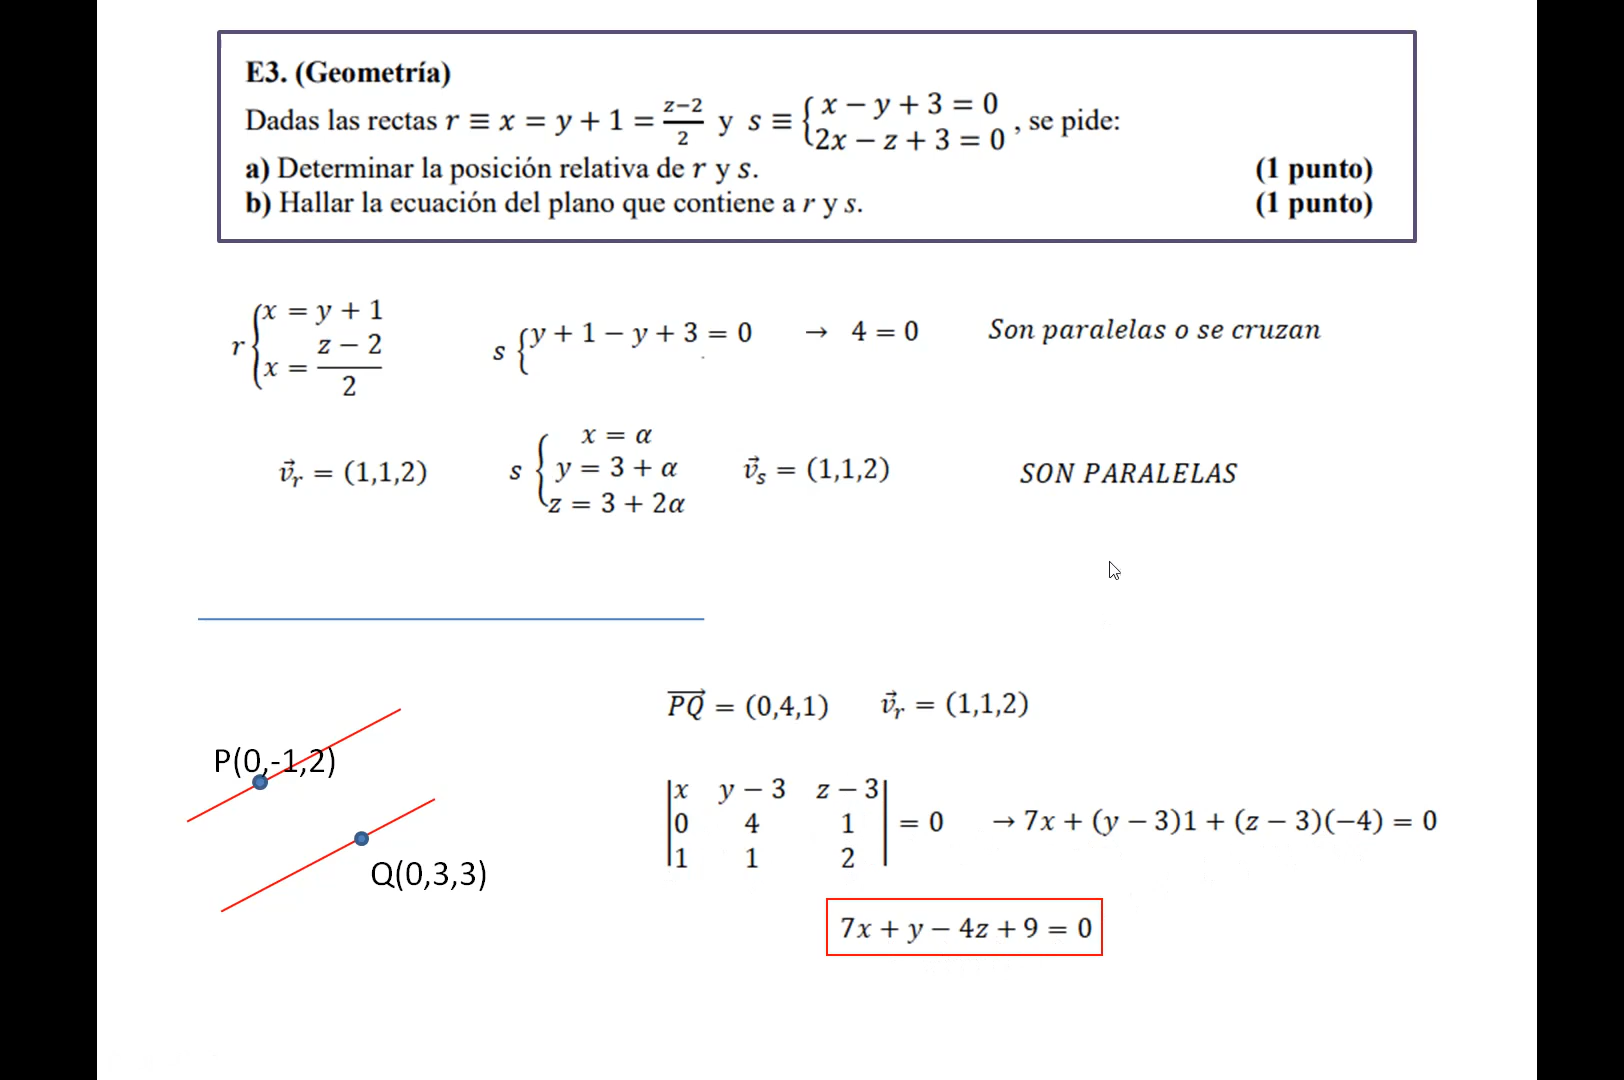 E3. (Geometría)
Dadas las rectas r ≡ x = y + 1 = (z−2)/2 y s ≡ { x − y + 3 = 0
2x − z + 3 = 0 , se pide:
a) Determinar la posición relativa de r y s. (1 punto)
b) Hallar la ecuación del plano que contiene a r y s. (1 punto)
r { x = y + 1
x = (z − 2)/2
s { y + 1 − y + 3 = 0 → 4 = 0 Son paralelas o se cruzan
v⃗r = (1,1,2)
s { x = α
y = 3 + α
z = 3 + 2α
v⃗s = (1,1,2) SON PARALELAS
P(0,-1,2)
Q(0,3,3)
PQ⃗ = (0,4,1) v⃗r = (1,1,2)
|x y − 3 z − 3|
|0 4 1| = 0 → 7x + (y − 3)1 + (z − 3)(−4) = 0
|1 1 2|
7x + y − 4z + 9 = 0